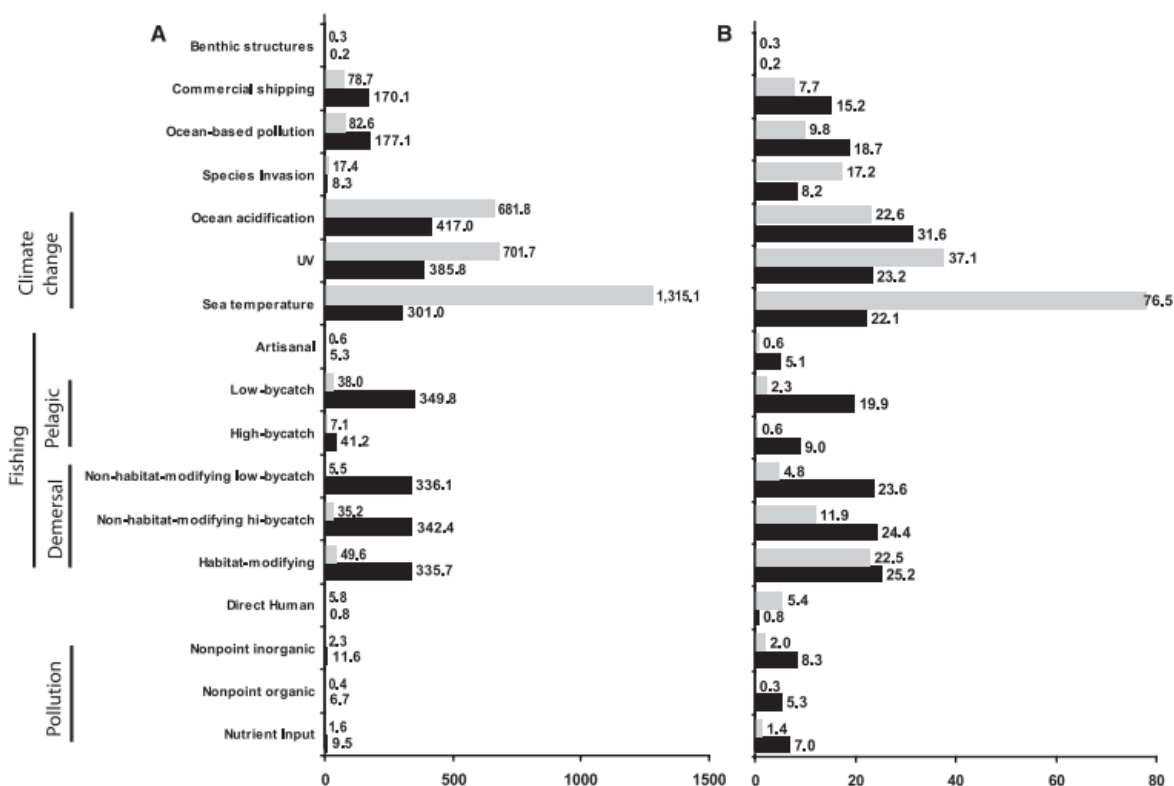 A
B
Benthic structures
0.3
0.2
0.3
0.2
Commercial shipping
78.7
170.1
7.7
15.2
Ocean-based pollution
82.6
177.1
9.8
18.7
Species Invasion
17.4
8.3
17.2
8.2
Climate
change
Ocean acidification
681.8
417.0
22.6
31.6
UV
701.7
385.8
37.1
23.2
Sea temperature
1,315.1
301.0
76.5
22.1
Fishing
Artisanal
0.6
5.3
0.6
5.1
Pelagic
Low-bycatch
38.0
349.8
2.3
19.9
High-bycatch
7.1
41.2
0.6
9.0
Demersal
Non-habitat-modifying low-bycatch
5.5
336.1
4.8
23.6
Non-habitat-modifying hi-bycatch
35.2
342.4
11.9
24.4
Habitat-modifying
49.6
335.7
22.5
25.2
Direct Human
5.8
0.8
5.4
0.8
Pollution
Nonpoint inorganic
2.3
11.6
2.0
8.3
Nonpoint organic
0.4
6.7
0.3
5.3
Nutrient Input
1.6
9.5
1.4
7.0
0 500 1000 1500
0 20 40 60 80